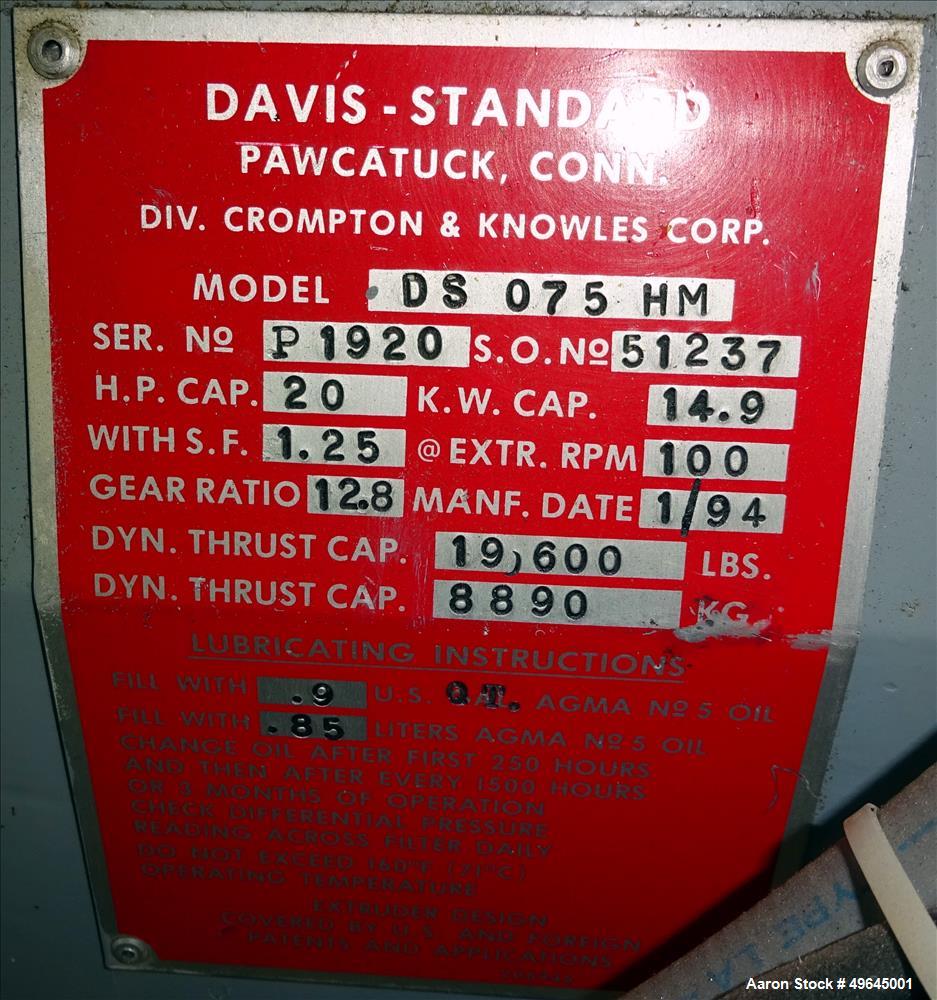 DAVIS - STANDARD
PAWCATUCK, CONN.
DIV. CROMPTON & KNOWLES CORP.
MODEL DS 075 HM
SER. Nº P1920 S.O.Nº 51237
H.P. CAP. 20 K.W. CAP. 14.9
WITH S.F. 1.25 @ EXTR. RPM 100
GEAR RATIO 12.8 MANF. DATE 1/94
DYN. THRUST CAP. 19,600 LBS.
DYN. THRUST CAP. 8890 KG.
LUBRICATING INSTRUCTIONS
FILL WITH .9 U.S. QT. AGMA Nº 5 OIL
FILL WITH .85 LITERS AGMA Nº 5 OIL
CHANGE OIL AFTER FIRST 250 HOURS
AND THEN AFTER EVERY 1500 HOURS
OR 3 MONTHS OF OPERATION
CHECK DIFFERENTIAL PRESSURE
READING ACROSS FILTER DAILY
DO NOT EXCEED 160°F (71°C)
OPERATING TEMPERATURE
EXTRUDER DESIGN
COVERED BY U.S. AND FOREIGN
PATENTS AND APPLICATIONS
Aaron Stock # 49645001